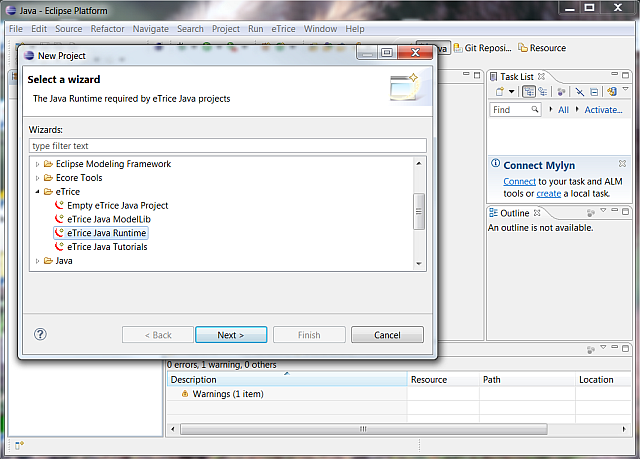 Java - Eclipse Platform
File Edit Source Refactor Navigate Search Project Run eTrice Window Help
Git Reposi... Resource
New Project
Select a wizard
The Java Runtime required by eTrice Java projects
Wizards:
type filter text
Eclipse Modeling Framework
Ecore Tools
eTrice
Empty eTrice Java Project
eTrice Java ModelLib
eTrice Java Runtime
eTrice Java Tutorials
Java
< Back Next > Finish Cancel
Task List
Find All Activate...
Connect Mylyn
Connect to your task and ALM
tools or create a local task.
Outline
An outline is not available.
0 errors, 1 warning, 0 others
Description Resource Path Location
Warnings (1 item)